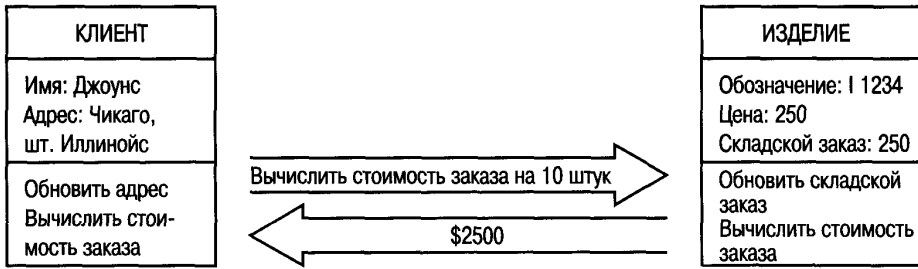 КЛИЕНТ
Имя: Джоунс
Адрес: Чикаго,
шт. Иллинойс
Обновить адрес
Вычислить стои-
мость заказа
Вычислить стоимость заказа на 10 штук
$2500
ИЗДЕЛИЕ
Обозначение: I 1234
Цена: 250
Складской заказ: 250
Обновить складской
заказ
Вычислить стоимость
заказа